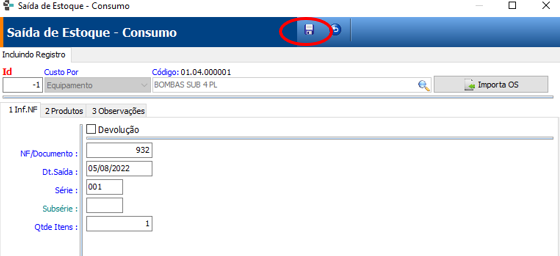 Saída de Estoque - Consumo
Saída de Estoque - Consumo
Incluindo Registro
Id Custo Por Código: 01.04.000001
-1 Equipamento BOMBAS SUB 4 PL Importa OS
1 Inf.NF 2 Produtos 3 Observações
Devolução
NF/Documento : 932
Dt.Saída : 05/08/2022
Série : 001
Subsérie :
Qtde Itens : 1